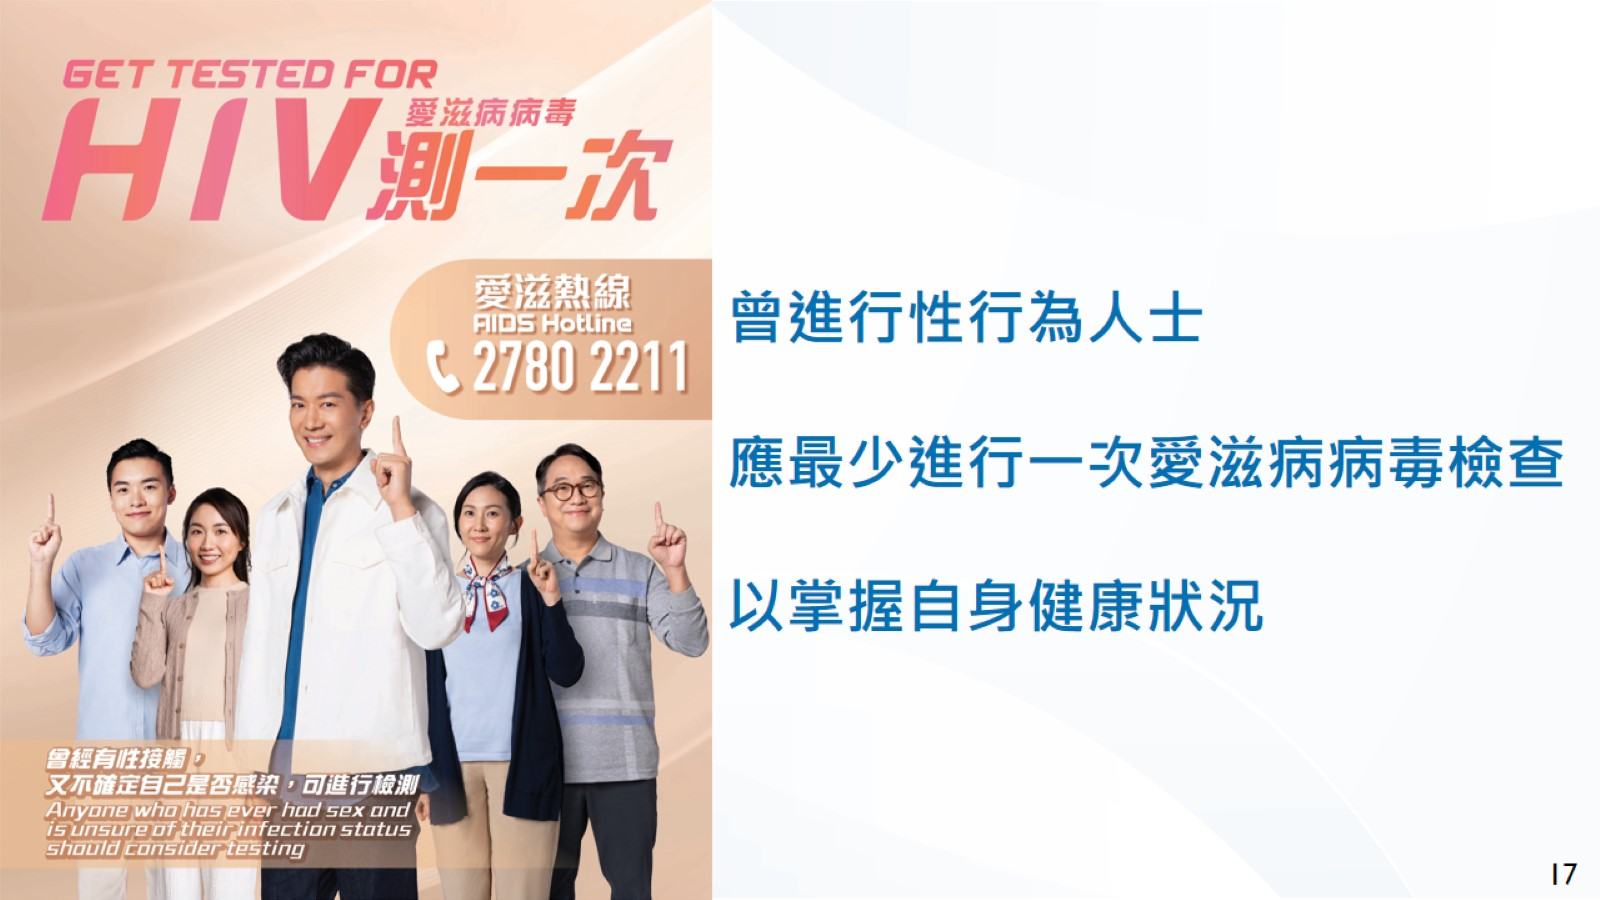 GET TESTED FOR
HIV 愛滋病病毒
測一次
愛滋熱線
AIDS Hotline
2780 2211
曾經有性接觸，
又不確定自己是否感染，可進行檢測
Anyone who has ever had sex and
is unsure of their infection status
should consider testing
曾進行性行為人士
應最少進行一次愛滋病病毒檢查
以掌握自身健康狀況
17